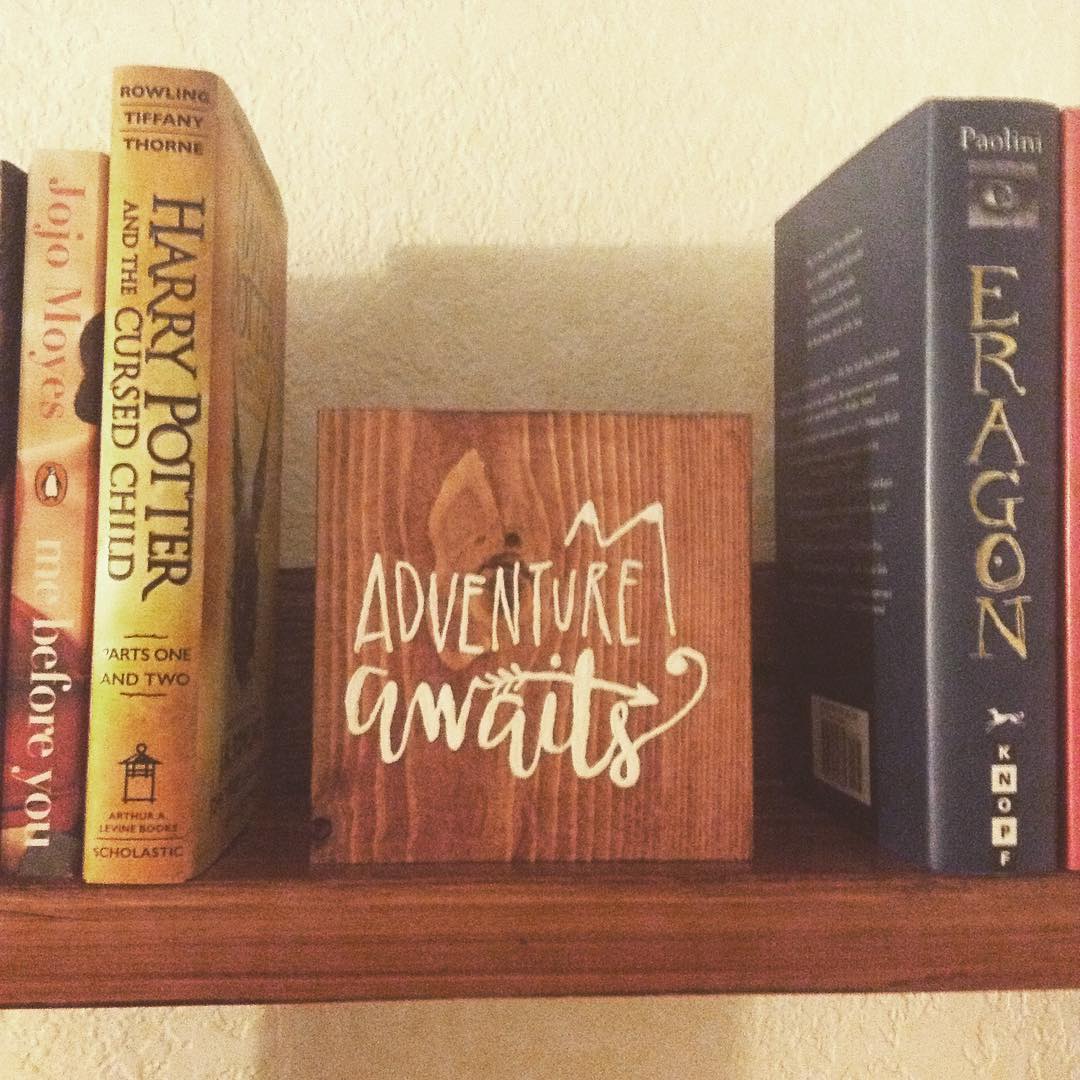 Jojo Moyes
me before you
ROWLING
TIFFANY
THORNE
HARRY POTTER
AND THE CURSED CHILD
PARTS ONE
AND TWO
ARTHUR A.
LEVINE BOOKS
SCHOLASTIC
ADVENTURE
awaits
Paolini
ERAGON
KNOPF